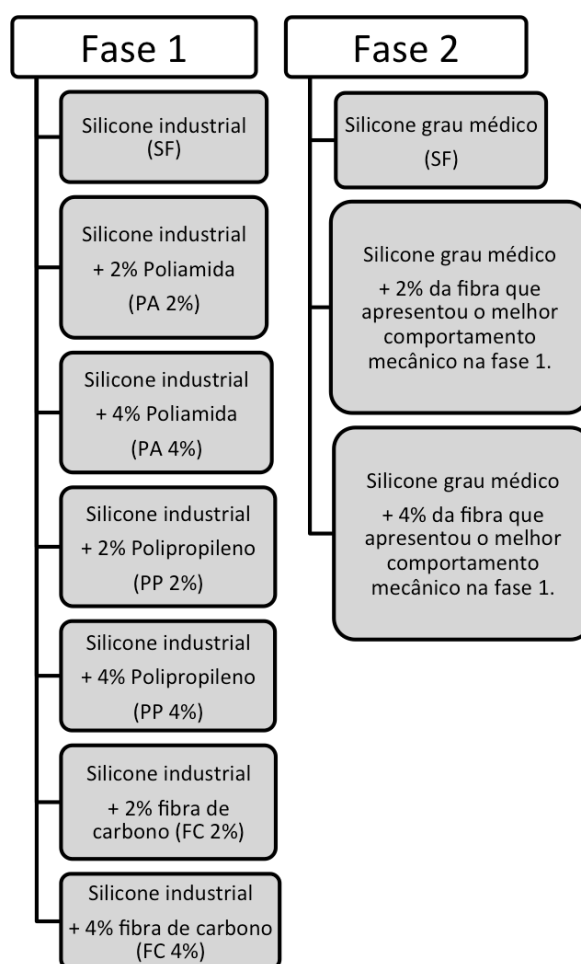 Fase 1
Silicone industrial
(SF)
Silicone industrial
+ 2% Poliamida
(PA 2%)
Silicone industrial
+ 4% Poliamida
(PA 4%)
Silicone industrial
+ 2% Polipropileno
(PP 2%)
Silicone industrial
+ 4% Polipropileno
(PP 4%)
Silicone industrial
+ 2% fibra de
carbono (FC 2%)
Silicone industrial
+ 4% fibra de carbono
(FC 4%)
Fase 2
Silicone grau médico
(SF)
Silicone grau médico
+ 2% da fibra que
apresentou o melhor
comportamento
mecânico na fase 1.
Silicone grau médico
+ 4% da fibra que
apresentou o melhor
comportamento
mecânico na fase 1.